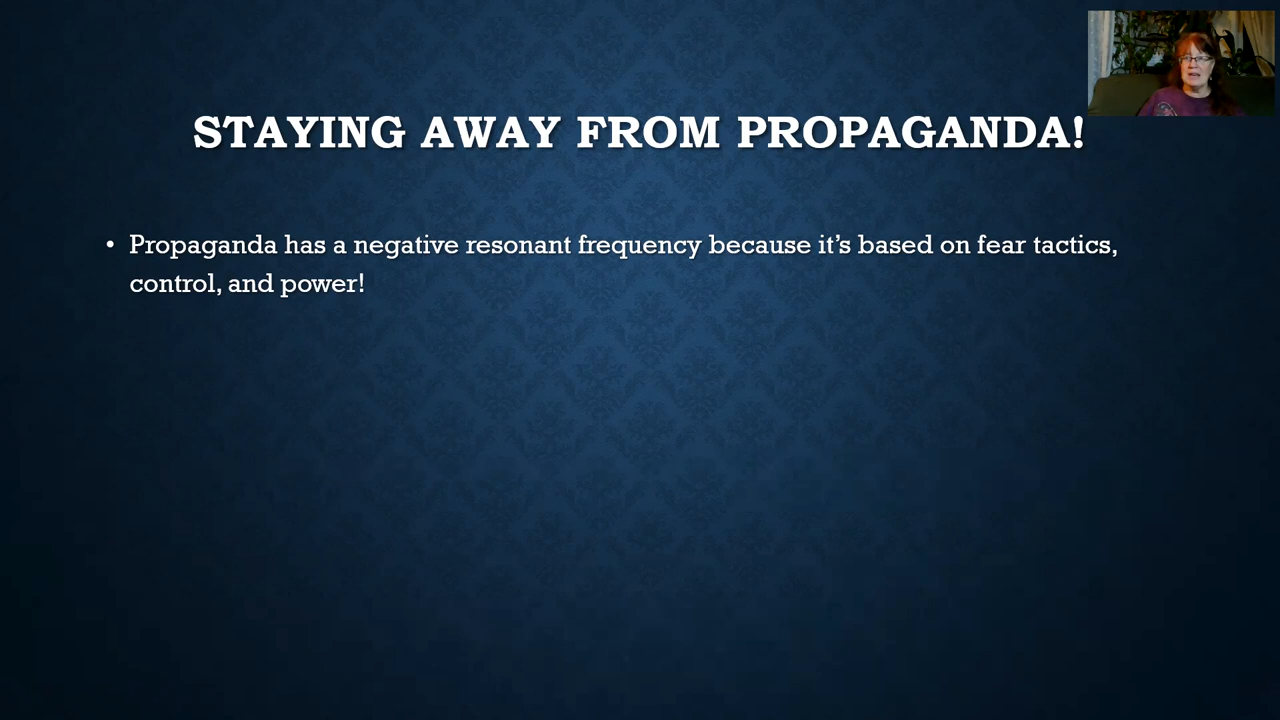 STAYING AWAY FROM PROPAGANDA!
• Propaganda has a negative resonant frequency because it’s based on fear tactics,
control, and power!